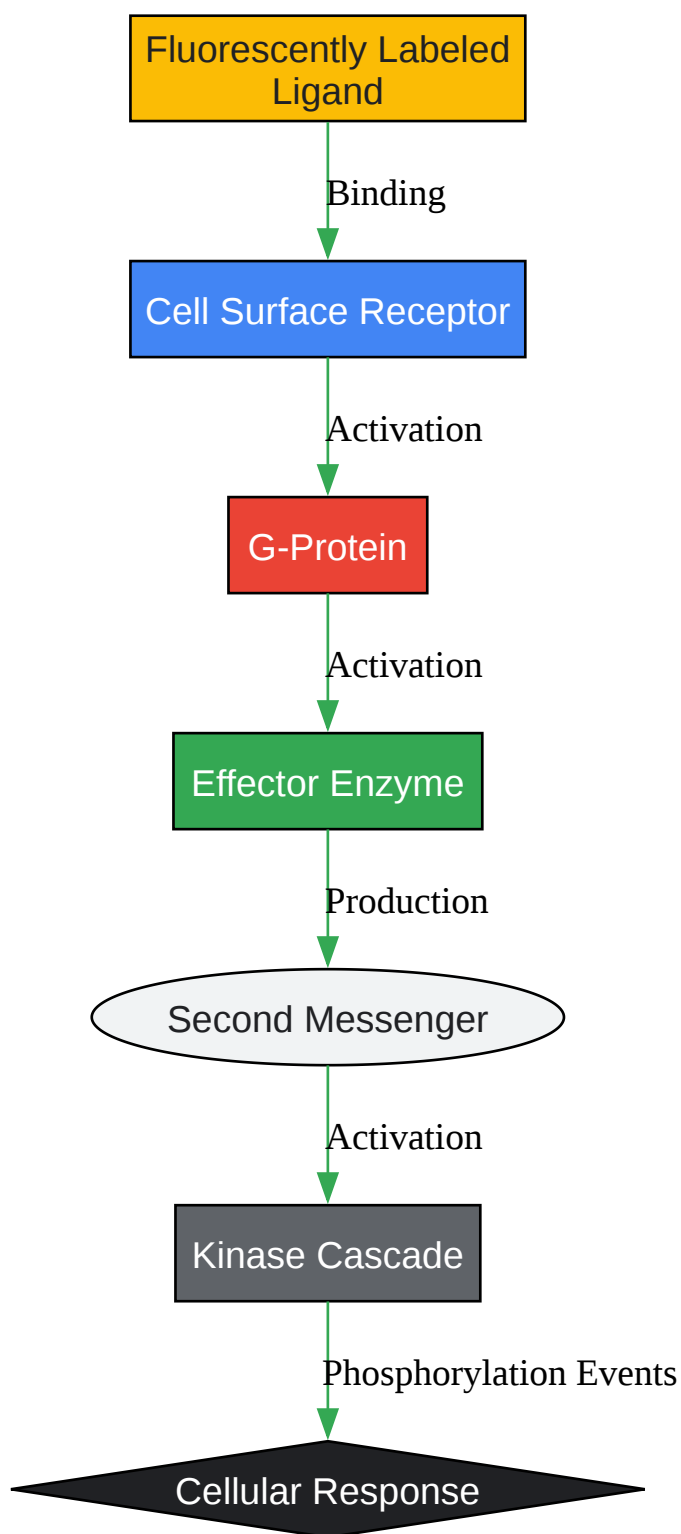 Fluorescently Labeled
Ligand
Binding
Cell Surface Receptor
Activation
G-Protein
Activation
Effector Enzyme
Production
Second Messenger
Activation
Kinase Cascade
Phosphorylation Events
Cellular Response